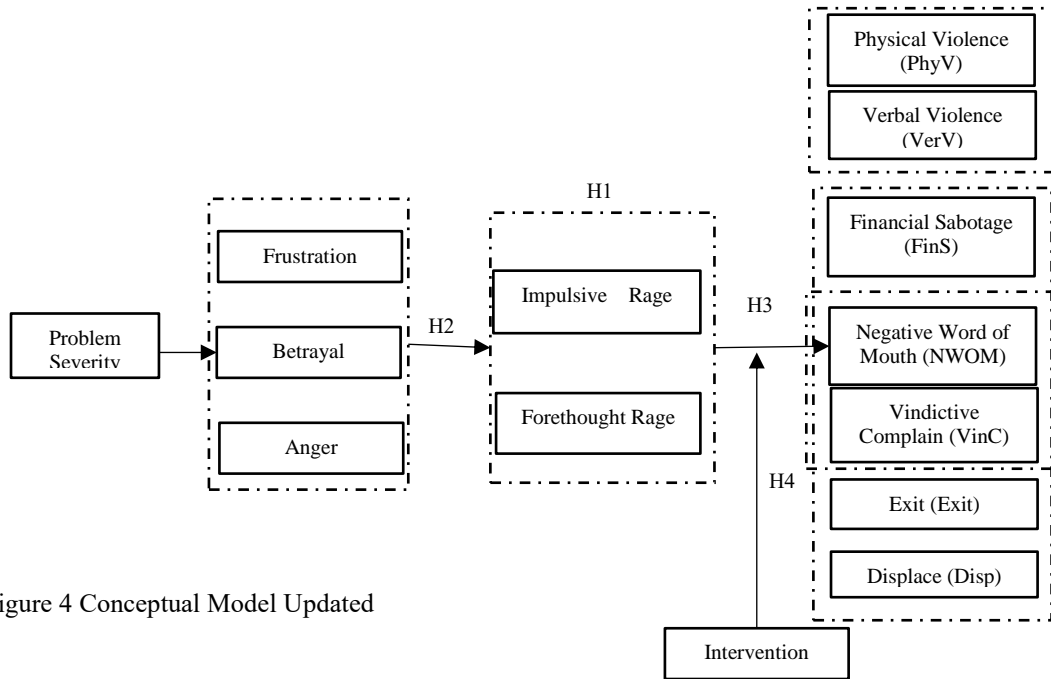 Physical Violence
(PhyV)
Verbal Violence
(VerV)
H1
Financial Sabotage
(FinS)
Frustration
Impulsive Rage
H3
H2
Problem
Severity
Betrayal
Negative Word of
Mouth (NWOM)
Forethought Rage
Vindictive
Complain (VinC)
Anger
H4
Exit (Exit)
Displace (Disp)
igure 4 Conceptual Model Updated
Intervention